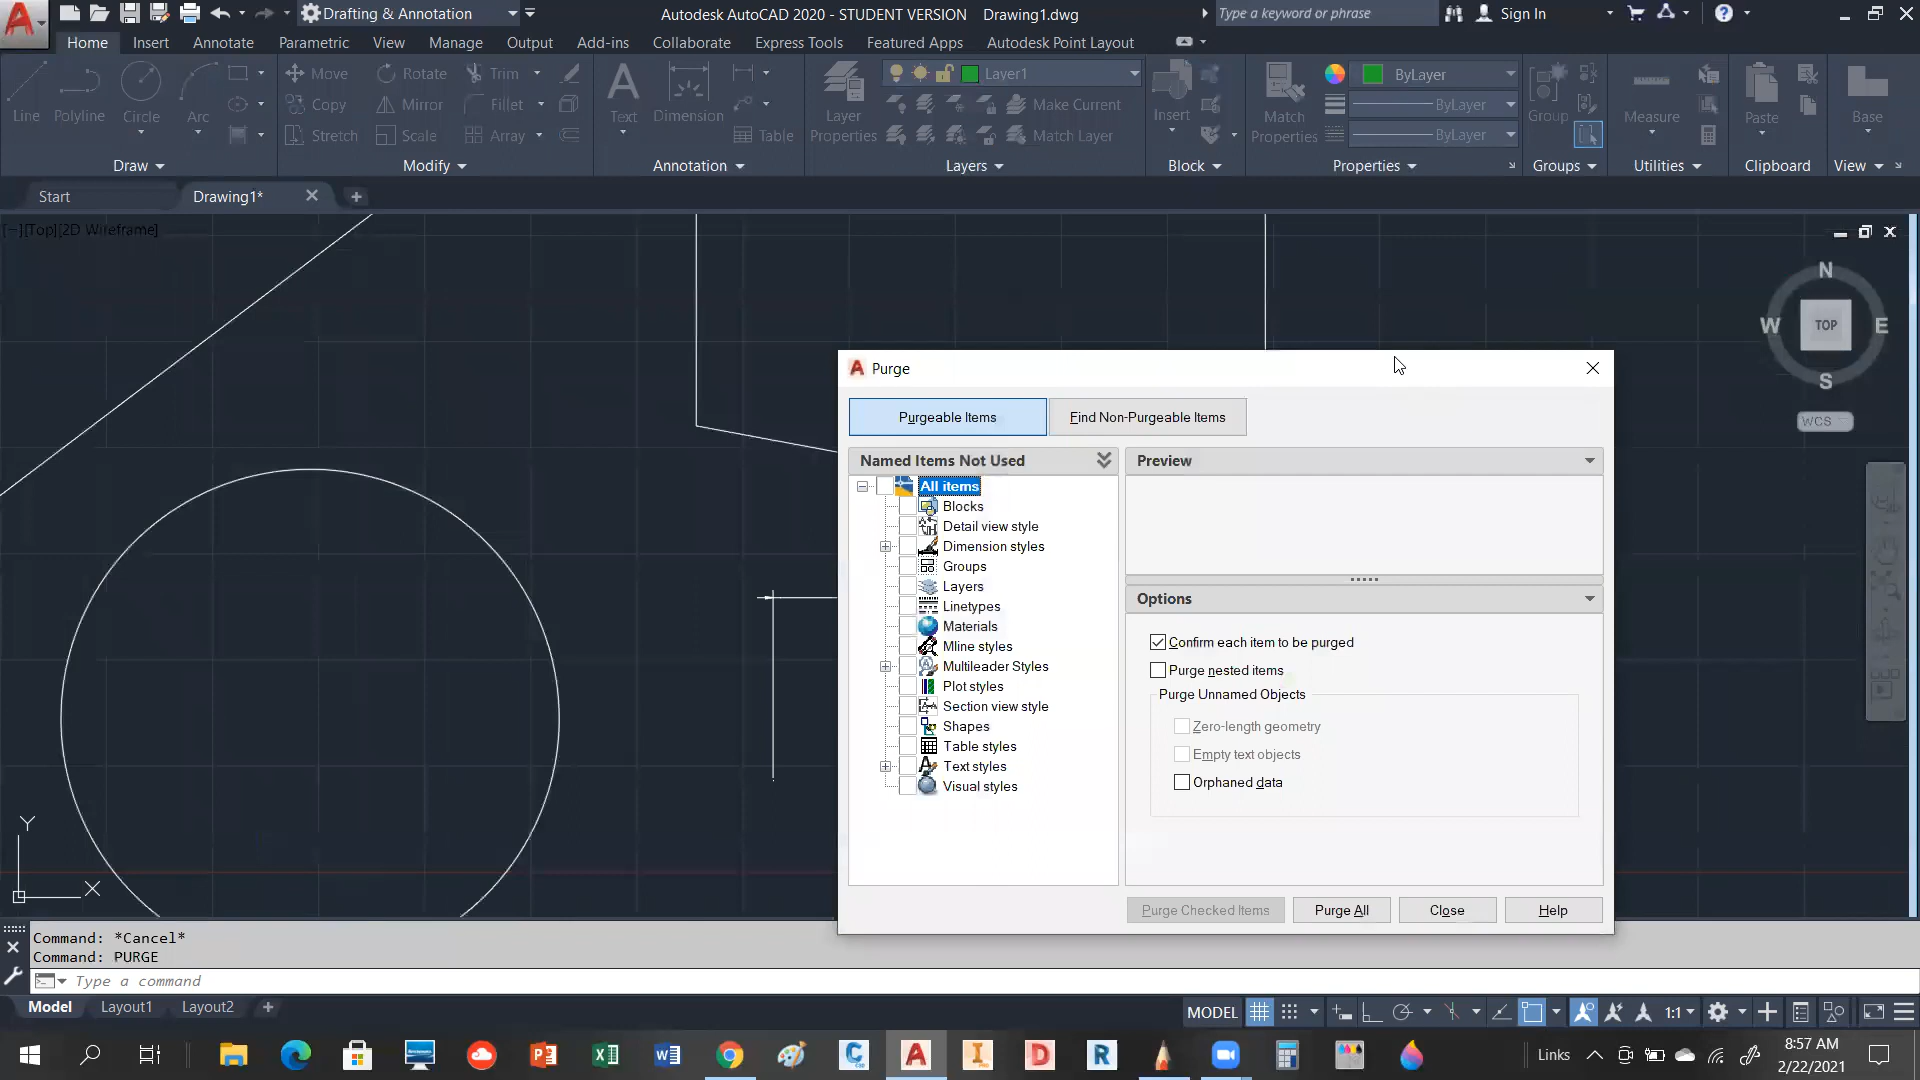 Drafting & Annotation
Autodesk AutoCAD 2020 - STUDENT VERSION Drawing1.dwg
Type a keyword or phrase
Sign In
Home Insert Annotate Parametric View Manage Output Add-ins Collaborate Express Tools Featured Apps Autodesk Point Layout
Line Polyline Circle Arc
Move Rotate Trim
Copy Mirror Fillet
Stretch Scale Array
Text Dimension Table
Layer Properties
Layer1
Make Current
Match Layer
Insert
Match Properties
ByLayer
ByLayer
ByLayer
Group
Measure
Paste
Base
Draw Modify Annotation Layers Block Properties Groups Utilities Clipboard View
Start Drawing1*
[−][Top][2D Wireframe]
N
W TOP E
S
WCS
Purge
Purgeable Items Find Non-Purgeable Items
Named Items Not Used
All items
Blocks
Detail view style
Dimension styles
Groups
Layers
Linetypes
Materials
Mline styles
Multileader Styles
Plot styles
Section view style
Shapes
Table styles
Text styles
Visual styles
Preview
Options
Confirm each item to be purged
Purge nested items
Purge Unnamed Objects
Zero-length geometry
Empty text objects
Orphaned data
Purge Checked Items Purge All Close Help
Y
X
Command: *Cancel*
Command: PURGE
Type a command
Model Layout1 Layout2
MODEL 1:1
Links
8:57 AM
2/22/2021